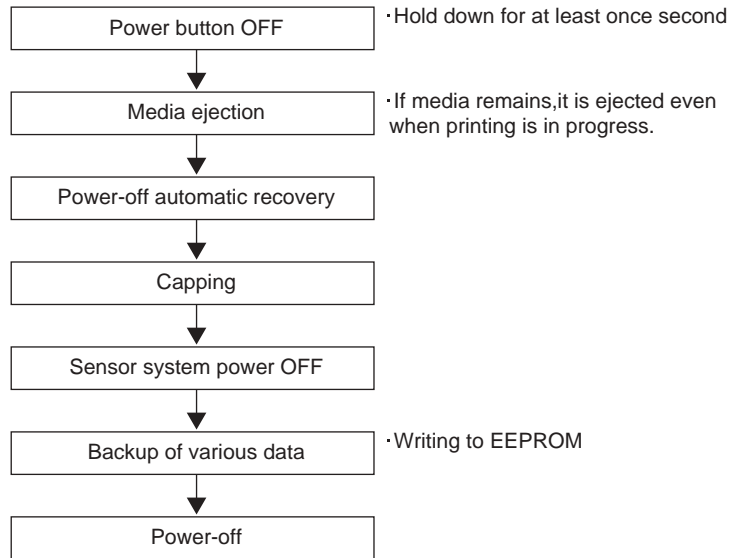 Power button OFF
·Hold down for at least once second
Media ejection
·If media remains,it is ejected even
when printing is in progress.
Power-off automatic recovery
Capping
Sensor system power OFF
Backup of various data
·Writing to EEPROM
Power-off